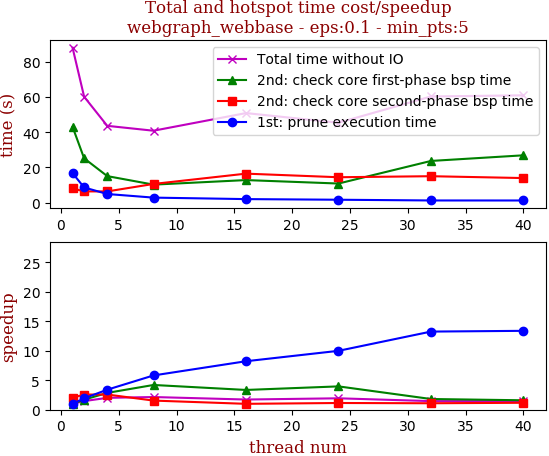 Total and hotspot time cost/speedup
webgraph_webbase - eps:0.1 - min_pts:5
time (s)
80
60
40
20
0
Total time without IO
2nd: check core first-phase bsp time
2nd: check core second-phase bsp time
1st: prune execution time
0 5 10 15 20 25 30 35 40
speedup
25
20
15
10
5
0
0 5 10 15 20 25 30 35 40
thread num